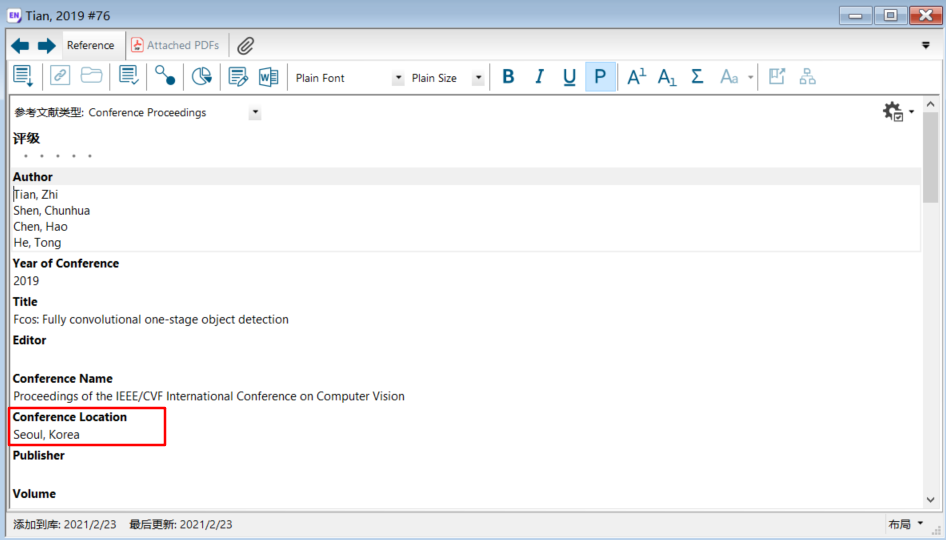 EN Tian, 2019 #76
Reference Attached PDFs
Plain Font Plain Size B I U P A1 A1 Σ Aa
参考文献类型: Conference Proceedings
评级
Author
Tian, Zhi
Shen, Chunhua
Chen, Hao
He, Tong
Year of Conference
2019
Title
Fcos: Fully convolutional one-stage object detection
Editor
Conference Name
Proceedings of the IEEE/CVF International Conference on Computer Vision
Conference Location
Seoul, Korea
Publisher
Volume
添加到库: 2021/2/23 最后更新: 2021/2/23 布局